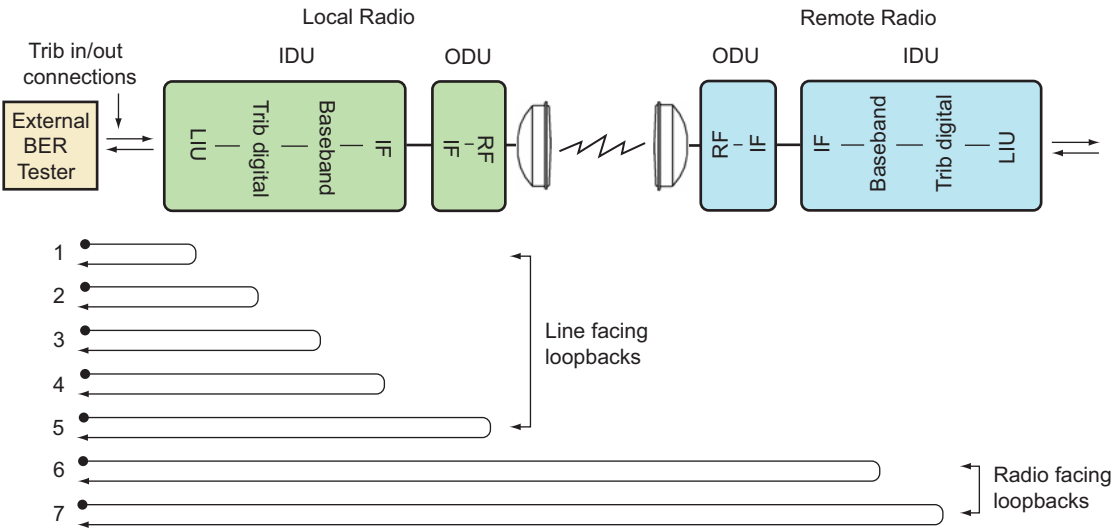 Local Radio
Remote Radio
Trib in/out
connections
IDU
ODU
ODU
IDU
External
BER
Tester
LIU
Trib digital
Baseband
IF
IF
RF
RF
IF
IF
Baseband
Trib digital
LIU
1
2
3
4
5
6
7
Line facing
loopbacks
Radio facing
loopbacks